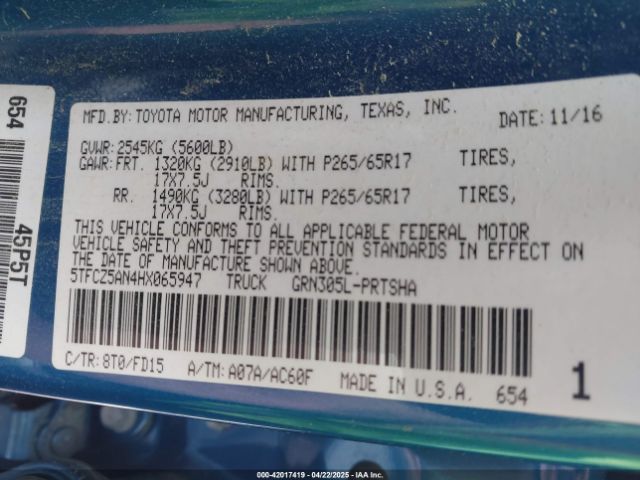 MFD.BY: TOYOTA MOTOR MANUFACTURING, TEXAS, INC. DATE: 11/16
GVWR: 2545KG (5600LB)
GAWR: FRT. 1320KG (2910LB) WITH P265/65R17 TIRES,
17X7.5J RIMS.
RR. 1490KG (3280LB) WITH P265/65R17 TIRES,
17X7.5J RIMS.
THIS VEHICLE CONFORMS TO ALL APPLICABLE FEDERAL MOTOR
VEHICLE SAFETY AND THEFT PREVENTION STANDARDS IN EFFECT ON
THE DATE OF MANUFACTURE SHOWN ABOVE.
5TFCZ5AN4HX065947 TRUCK GRN305L-PRTSHA
C/TR: 8T0/FD15 A/TM: A07A/AC60F MADE IN U.S.A. 654
1
654
45P5T
000-42017419 | 04/22/2025 - IAA Inc.